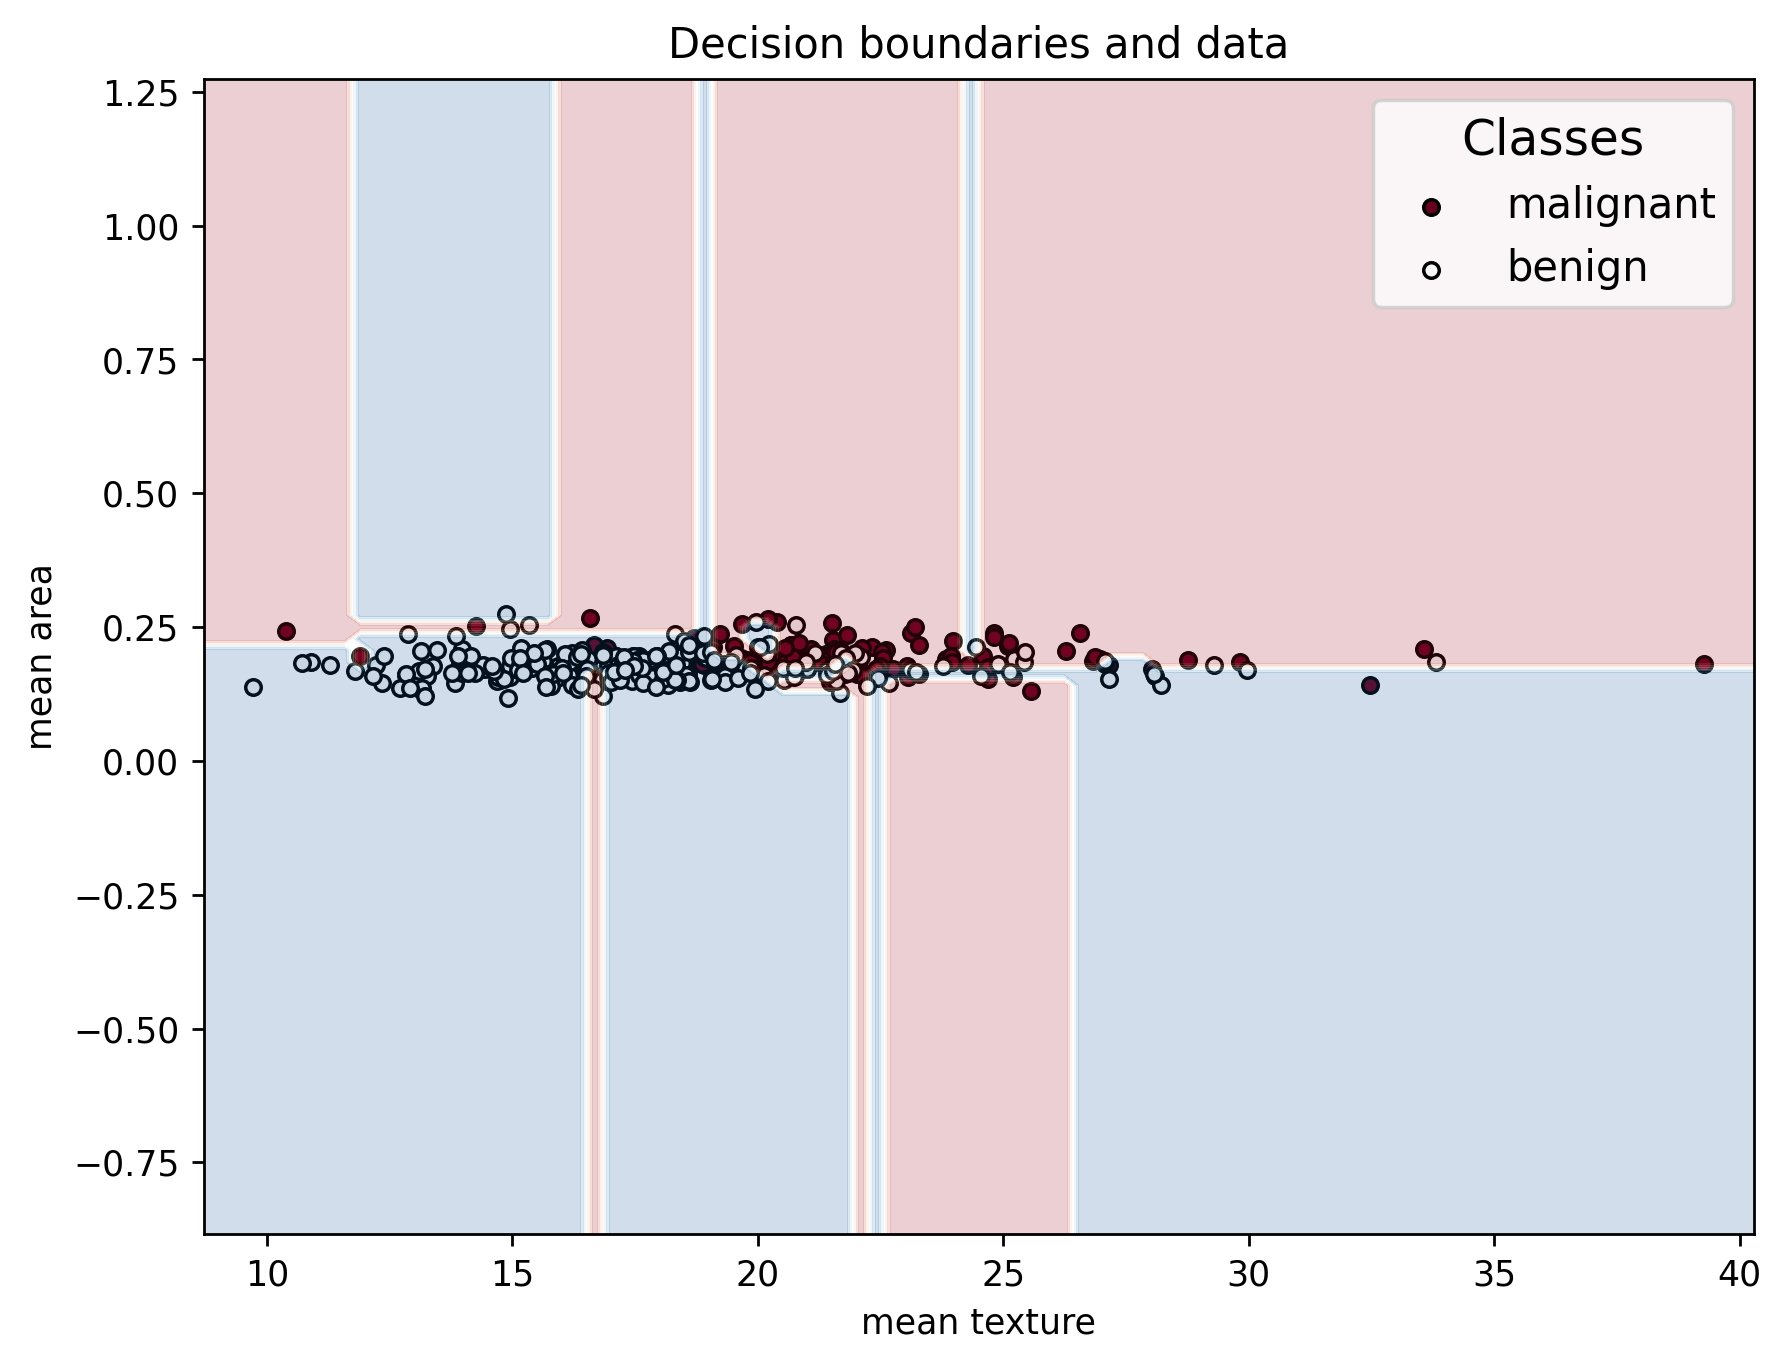 Decision boundaries and data
Classes
malignant
benign
1.25
1.00
0.75
0.50
0.25
0.00
−0.25
−0.50
−0.75
mean area
10 15 20 25 30 35 40
mean texture